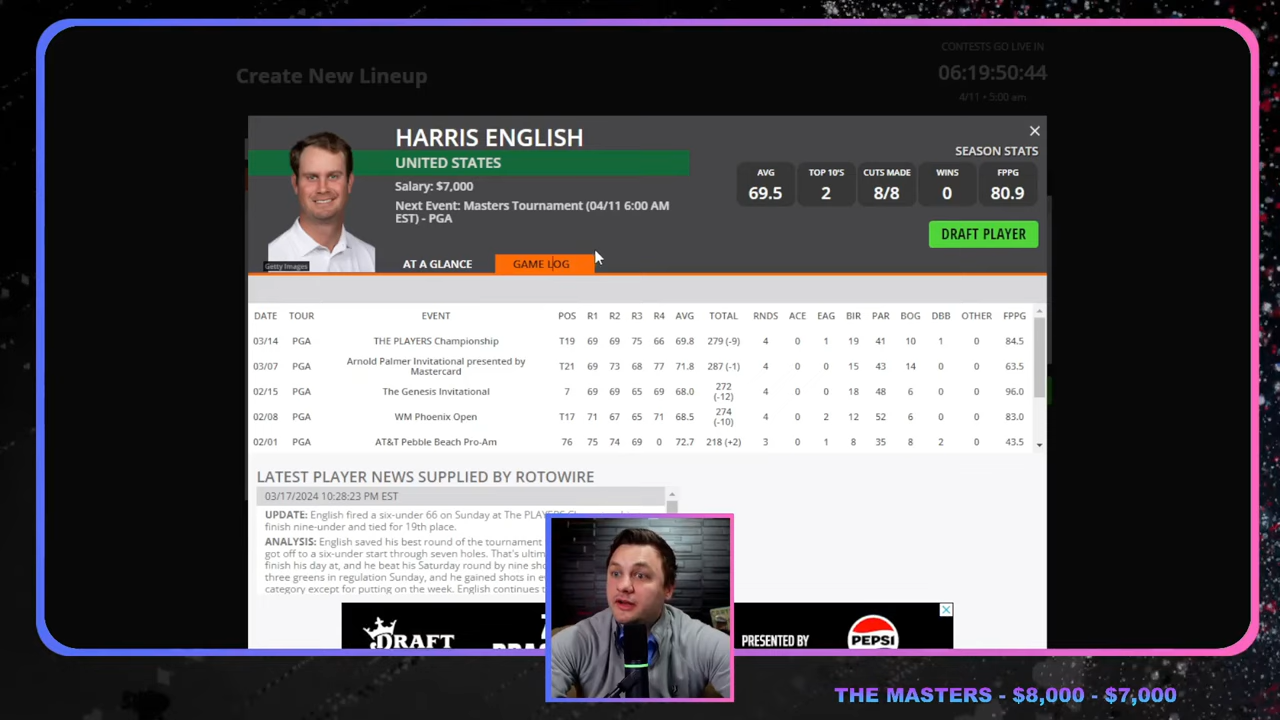 CONTESTS GO LIVE IN
Create New Lineup
06:19:50:44
4/11 • 5:00 am
HARRIS ENGLISH
UNITED STATES
Salary: $7,000
Next Event: Masters Tournament (04/11 6:00 AM
EST) - PGA
Getty Images
SEASON STATS
AVG TOP 10'S CUTS MADE WINS FPPG
69.5 2 8/8 0 80.9
DRAFT PLAYER
AT A GLANCE GAME LOG
DATE TOUR EVENT POS R1 R2 R3 R4 AVG TOTAL RNDS ACE EAG BIR PAR BOG DBB OTHER FPPG
03/14 PGA THE PLAYERS Championship T19 69 69 75 66 69.8 279 (-9) 4 0 1 19 41 10 1 0 84.5
03/07 PGA Arnold Palmer Invitational presented by
Mastercard T21 69 73 68 77 71.8 287 (-1) 4 0 0 15 43 14 0 0 63.5
02/15 PGA The Genesis Invitational 7 69 69 65 69 68.0 272
(-12) 4 0 0 18 48 6 0 0 96.0
02/08 PGA WM Phoenix Open T17 71 67 65 71 68.5 274
(-10) 4 0 2 12 52 6 0 0 83.0
02/01 PGA AT&T Pebble Beach Pro-Am 76 75 74 69 0 72.7 218 (+2) 3 0 1 8 35 8 2 0 43.5
LATEST PLAYER NEWS SUPPLIED BY ROTOWIRE
03/17/2024 10:28:23 PM EST
UPDATE: English fired a six-under 66 on Sunday at The PLAYERS
finish nine-under and tied for 19th place.
ANALYSIS: English saved his best round of the tournament
got off to a six-under start through seven holes. That's
finish his day at, and he beat his Saturday round by nine
three greens in regulation Sunday, and he gained shots in
category except for putting on the week. English continues
DRAFT
PRESENTED BY
PEPSI
THE MASTERS - $8,000 - $7,000